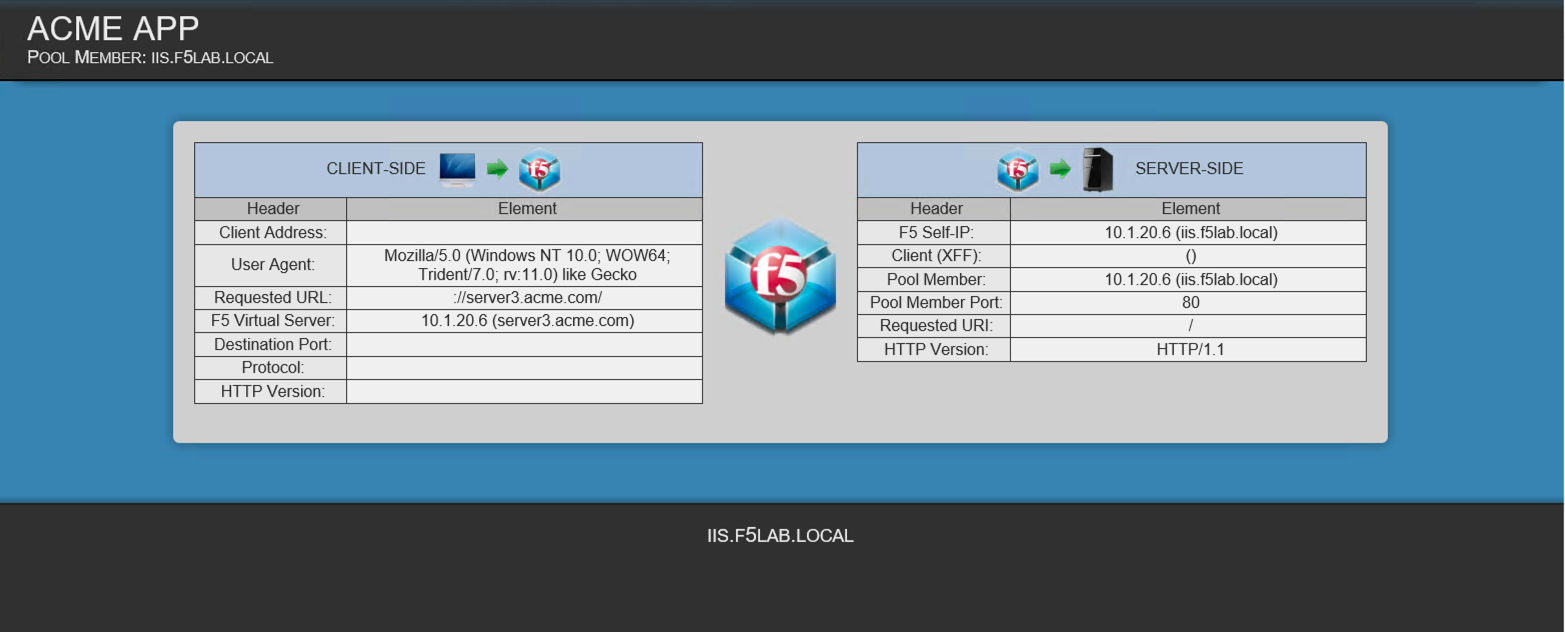 ACME APP
POOL MEMBER: IIS.F5LAB.LOCAL
CLIENT-SIDE
f5
Header Element
Client Address:
User Agent: Mozilla/5.0 (Windows NT 10.0; WOW64;
Trident/7.0; rv:11.0) like Gecko
Requested URL: ://server3.acme.com/
F5 Virtual Server: 10.1.20.6 (server3.acme.com)
Destination Port:
Protocol:
HTTP Version:
f5
f5
SERVER-SIDE
Header Element
F5 Self-IP: 10.1.20.6 (iis.f5lab.local)
Client (XFF): ()
Pool Member: 10.1.20.6 (iis.f5lab.local)
Pool Member Port: 80
Requested URI: /
HTTP Version: HTTP/1.1
IIS.F5LAB.LOCAL